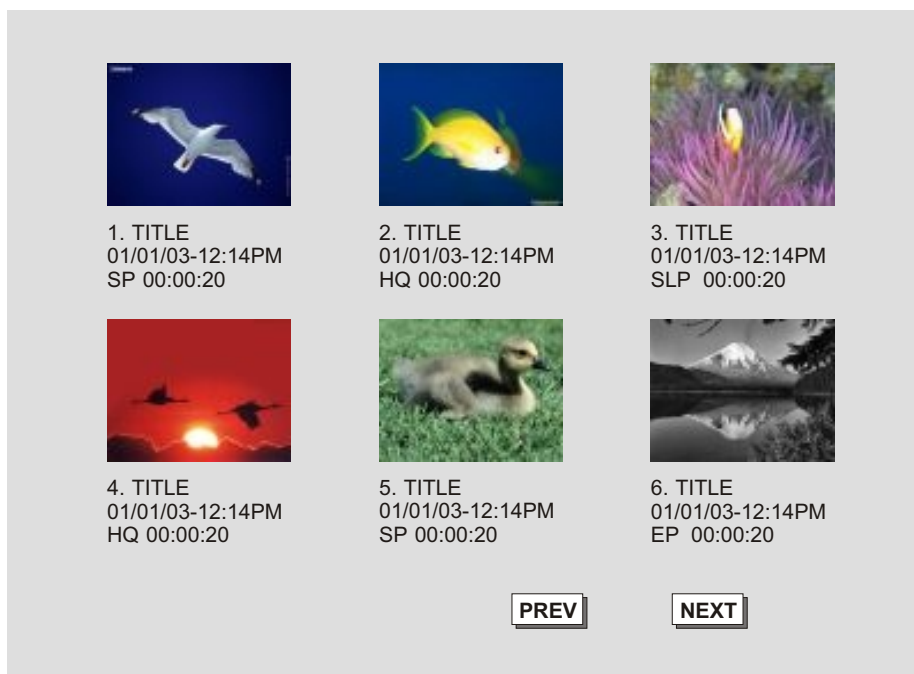 1. TITLE
01/01/03-12:14PM
SP 00:00:20
2. TITLE
01/01/03-12:14PM
HQ 00:00:20
3. TITLE
01/01/03-12:14PM
SLP 00:00:20
4. TITLE
01/01/03-12:14PM
HQ 00:00:20
5. TITLE
01/01/03-12:14PM
SP 00:00:20
6. TITLE
01/01/03-12:14PM
EP 00:00:20
PREV
NEXT